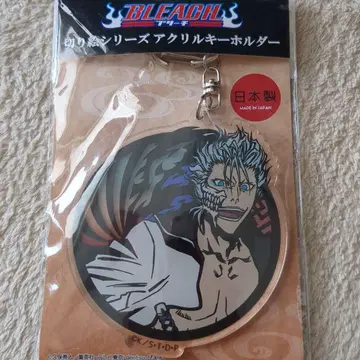 BLEACH
ブリーチ
切り絵シリーズ アクリルキーホルダー
日本製
MADE IN JAPAN
©K／S・T・D・P